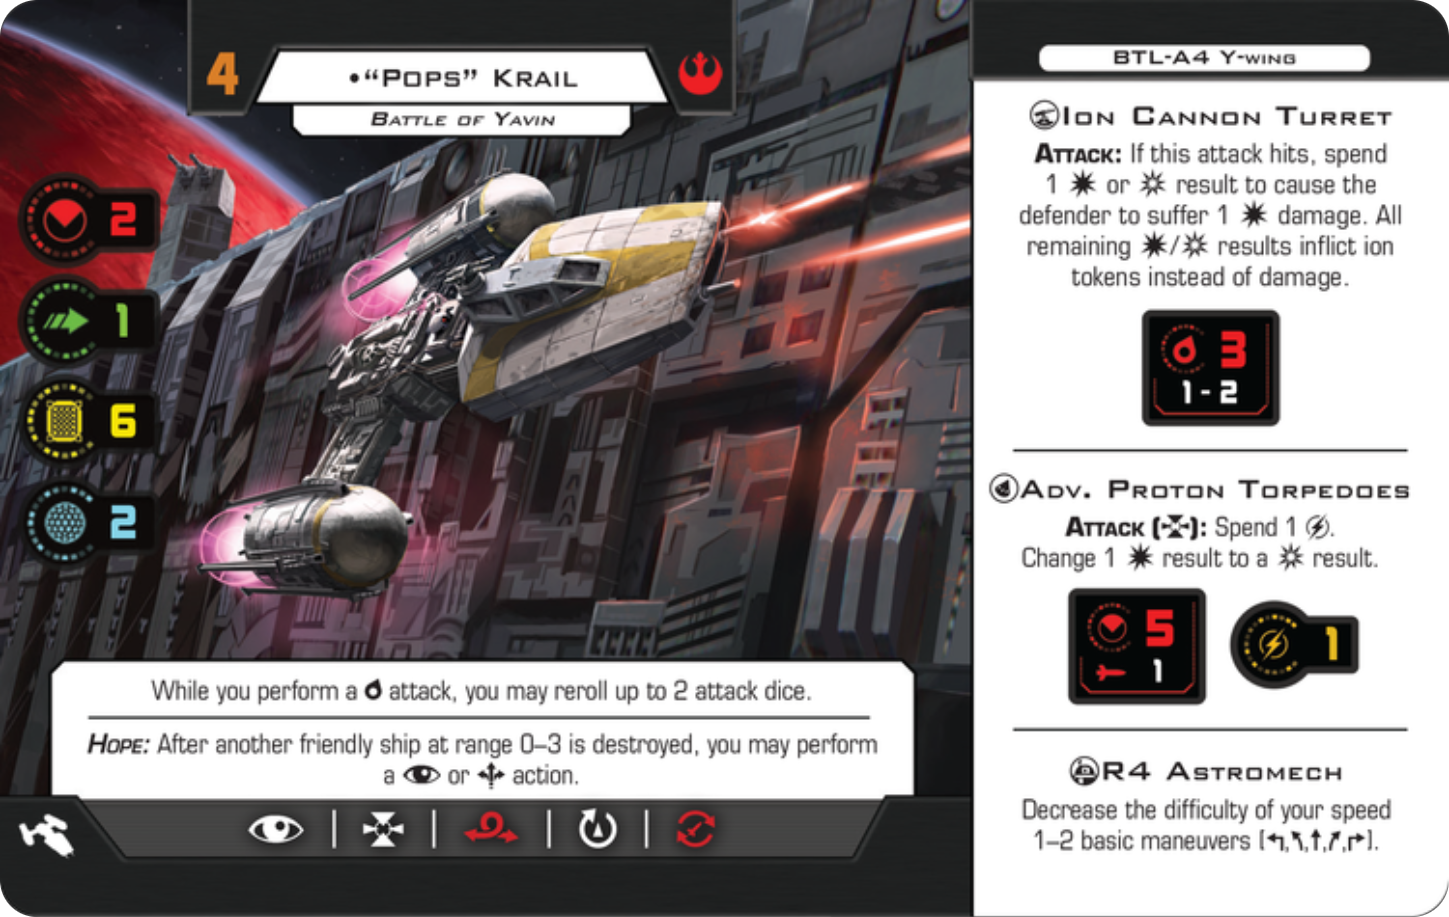 4 •“Pops” Krail
Battle of Yavin
2
1
6
2
While you perform a attack, you may reroll up to 2 attack dice.
Hope: After another friendly ship at range 0–3 is destroyed, you may perform
a or action.
BTL-A4 Y-wing
Ion Cannon Turret
Attack: If this attack hits, spend
1 or result to cause the
defender to suffer 1 damage. All
remaining / results inflict ion
tokens instead of damage.
3
1 - 2
Adv. Proton Torpedoes
Attack ( ): Spend 1 .
Change 1 result to a result.
5
1
1
R4 Astromech
Decrease the difficulty of your speed
1–2 basic maneuvers [ , , , , ].